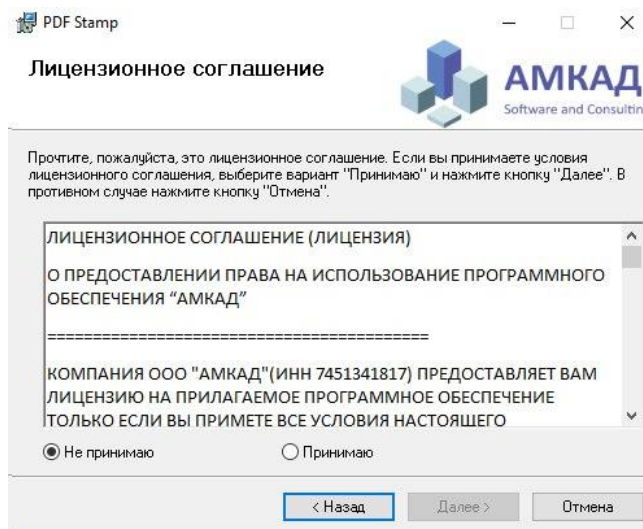 PDF Stamp
Лицензионное соглашение
АМКАД
Software and Consultin
Прочтите, пожалуйста, это лицензионное соглашение. Если вы принимаете условия
лицензионного соглашения, выберите вариант "Принимаю" и нажмите кнопку "Далее". В
противном случае нажмите кнопку "Отмена".
ЛИЦЕНЗИОННОЕ СОГЛАШЕНИЕ (ЛИЦЕНЗИЯ)
О ПРЕДОСТАВЛЕНИИ ПРАВА НА ИСПОЛЬЗОВАНИЕ ПРОГРАММНОГО
ОБЕСПЕЧЕНИЯ “АМКАД”
==========================================
КОМПАНИЯ ООО "АМКАД"(ИНН 7451341817) ПРЕДОСТАВЛЯЕТ ВАМ
ЛИЦЕНЗИЮ НА ПРИЛАГАЕМОЕ ПРОГРАММНОЕ ОБЕСПЕЧЕНИЕ
ТОЛЬКО ЕСЛИ ВЫ ПРИМЕТЕ ВСЕ УСЛОВИЯ НАСТОЯЩЕГО
Не принимаю Принимаю
< Назад Далее > Отмена